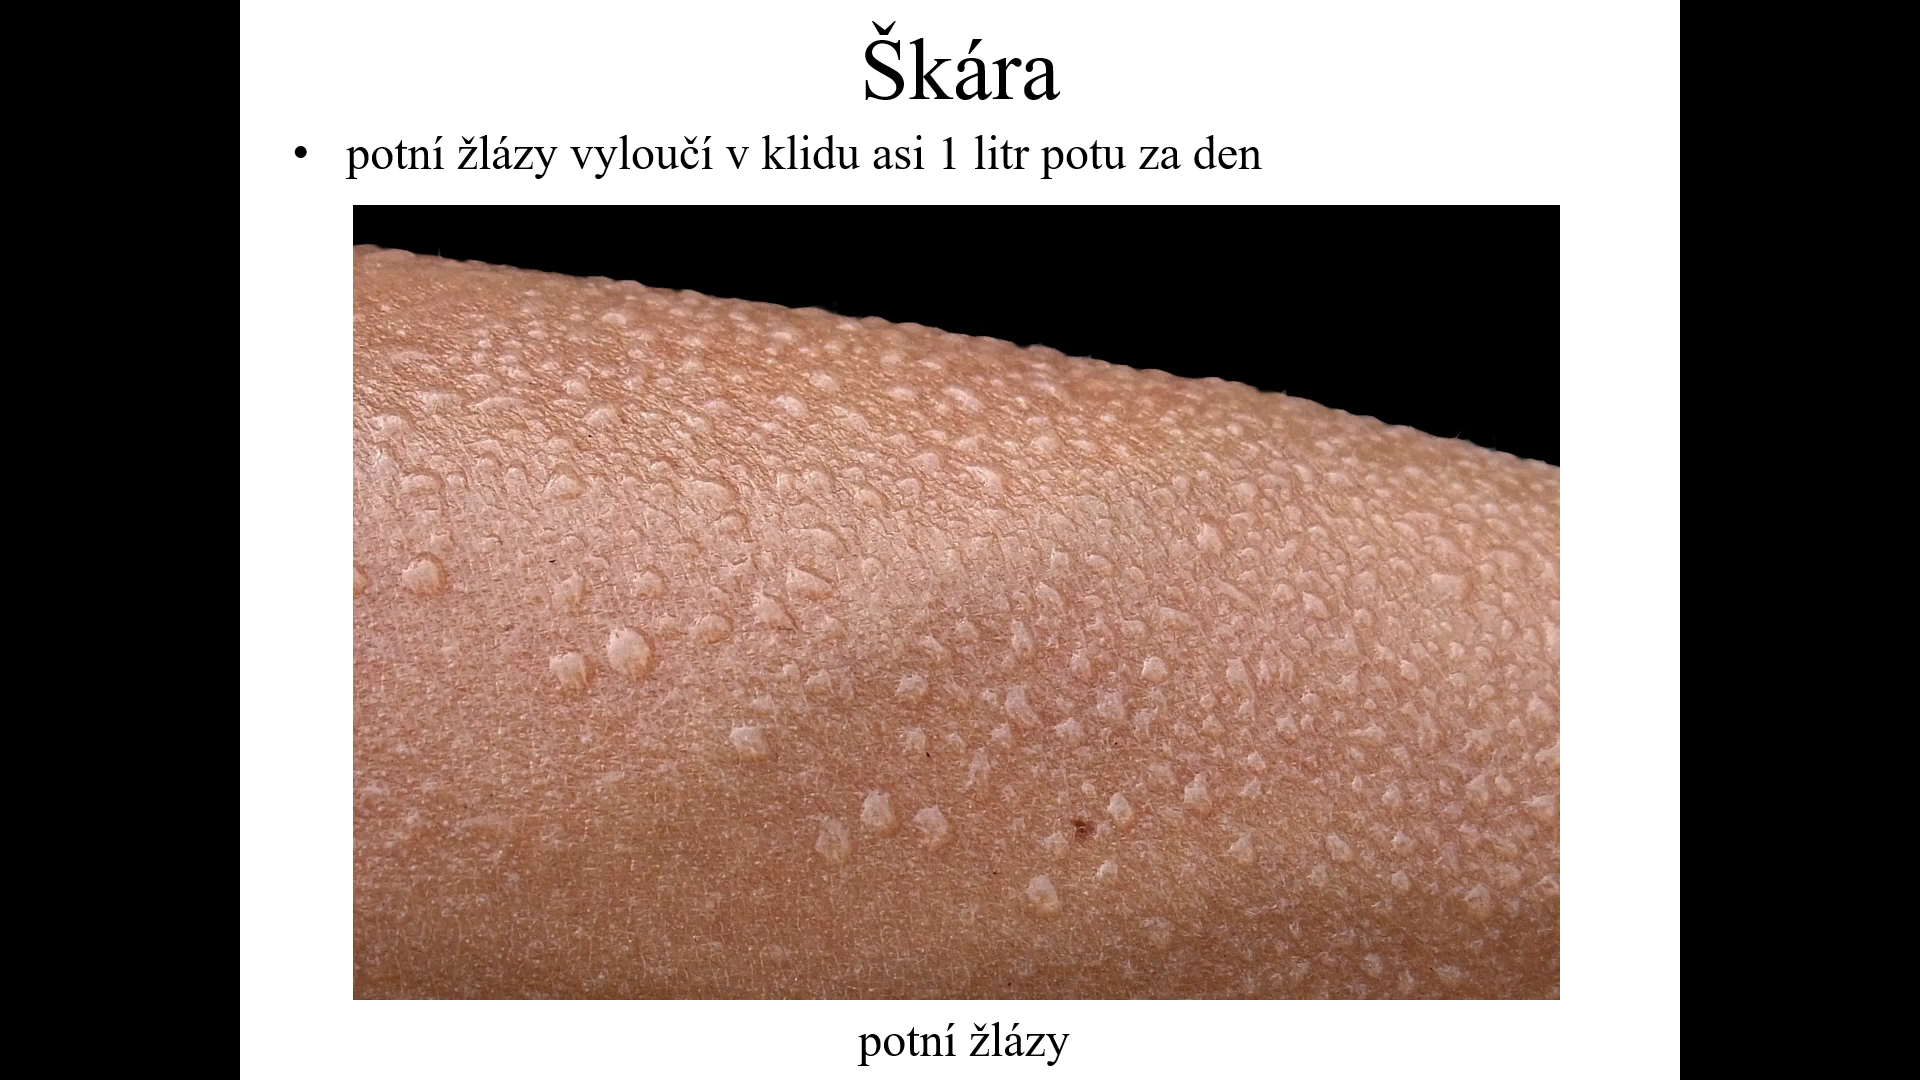 Škára
• potní žlázy vyloučí v klidu asi 1 litr potu za den
potní žlázy